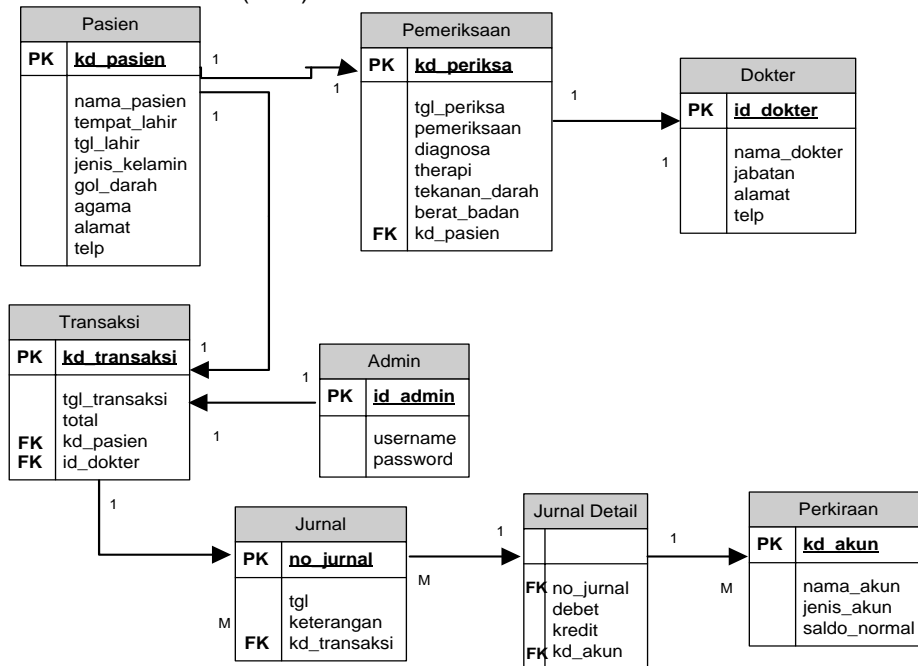 Pasien
PK kd_pasien
nama_pasien
tempat_lahir
tgl_lahir
jenis_kelamin
gol_darah
agama
alamat
telp
1
1
1
Pemeriksaan
PK kd_periksa
tgl_periksa
pemeriksaan
diagnosa
therapi
tekanan_darah
berat_badan
FK kd_pasien
1
1
Dokter
PK id_dokter
nama_dokter
jabatan
alamat
telp
Transaksi
PK kd_transaksi
tgl_transaksi
total
FK kd_pasien
FK id_dokter
1
1
1
Admin
PK id_admin
username
password
1
M
Jurnal
PK no_jurnal
tgl
keterangan
FK kd_transaksi
1
M
Jurnal Detail
FK no_jurnal
debet
kredit
FK kd_akun
1
M
Perkiraan
PK kd_akun
nama_akun
jenis_akun
saldo_normal